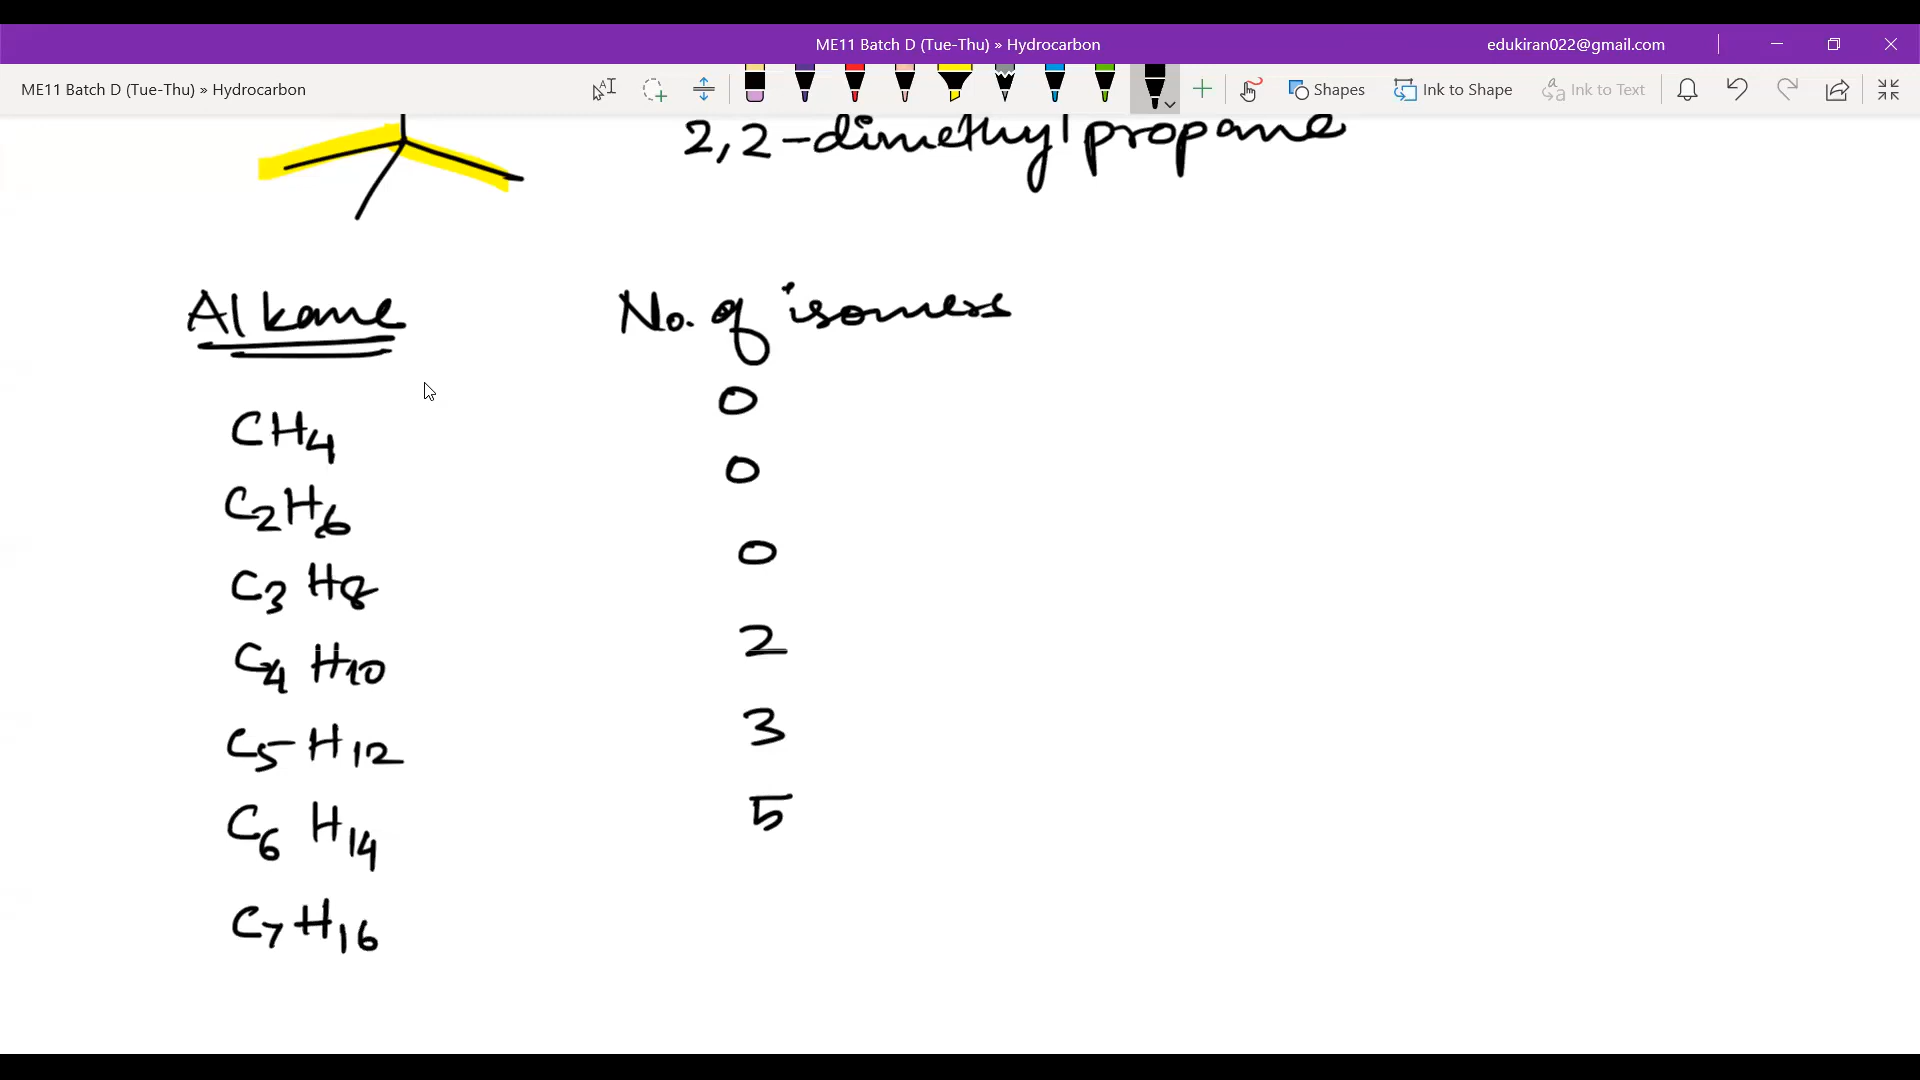 ME11 Batch D (Tue-Thu) » Hydrocarbon
edukiran022@gmail.com
ME11 Batch D (Tue-Thu) » Hydrocarbon
Shapes
Ink to Shape
Ink to Text
2,2-dimethylpropane
Alkane No. of isomers
CH4 0
C2H6 0
C3H8 0
C4H10 2
C5H12 3
C6H14 5
C7H16